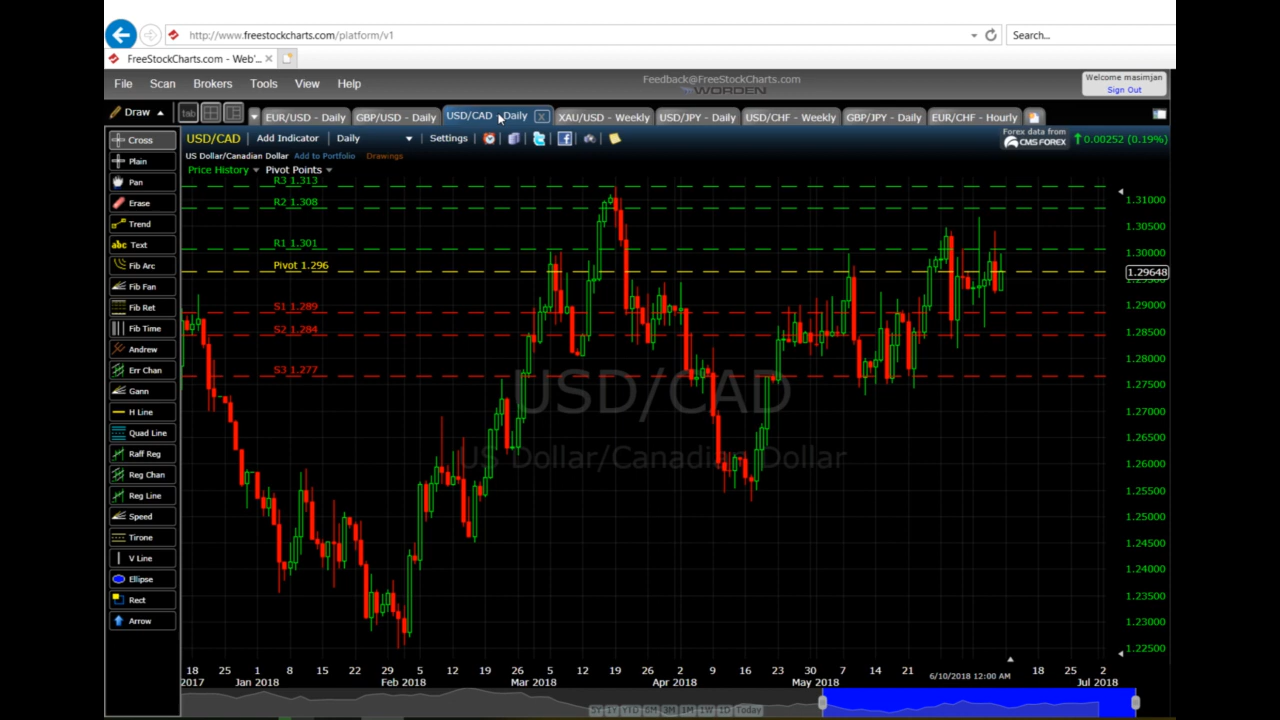 http://www.freestockcharts.com/platform/v1
Search...
FreeStockCharts.com - Web'...
File Scan Brokers Tools View Help
Feedback@FreeStockCharts.com
WORDEN
Welcome masimjan
Sign Out
Draw
tab
EUR/USD - Daily
GBP/USD - Daily
USD/CAD - Daily
XAU/USD - Weekly
USD/JPY - Daily
USD/CHF - Weekly
GBP/JPY - Daily
EUR/CHF - Hourly
USD/CAD Add Indicator Daily Settings
Forex data from
CMS FOREX
0.00252 (0.19%)
US Dollar/Canadian Dollar Add to Portfolio Drawings
Price History Pivot Points
Cross
Plain
Pan
Erase
Trend
abc Text
Fib Arc
Fib Fan
Fib Ret
Fib Time
Andrew
Err Chan
Gann
H Line
Quad Line
Raff Reg
Reg Chan
Reg Line
Speed
Tirone
V Line
Ellipse
Rect
Arrow
R3 1.313
R2 1.308
R1 1.301
Pivot 1.296
S1 1.289
S2 1.284
S3 1.277
USD/CAD
US Dollar/Canadian Dollar
1.31000
1.30500
1.30000
1.29648
1.29000
1.28500
1.28000
1.27500
1.27000
1.26500
1.26000
1.25500
1.25000
1.24500
1.24000
1.23500
1.23000
1.22500
18 25 1 8 15 22 29 5 12 19 26 5 12 19 26 2 9 16 23 30 7 14 21 18 25 2
2017 Jan 2018 Feb 2018 Mar 2018 Apr 2018 May 2018 6/10/2018 12:00 AM Jul 2018
5Y 1Y YTD 6M 3M 1M 1W 1D Today